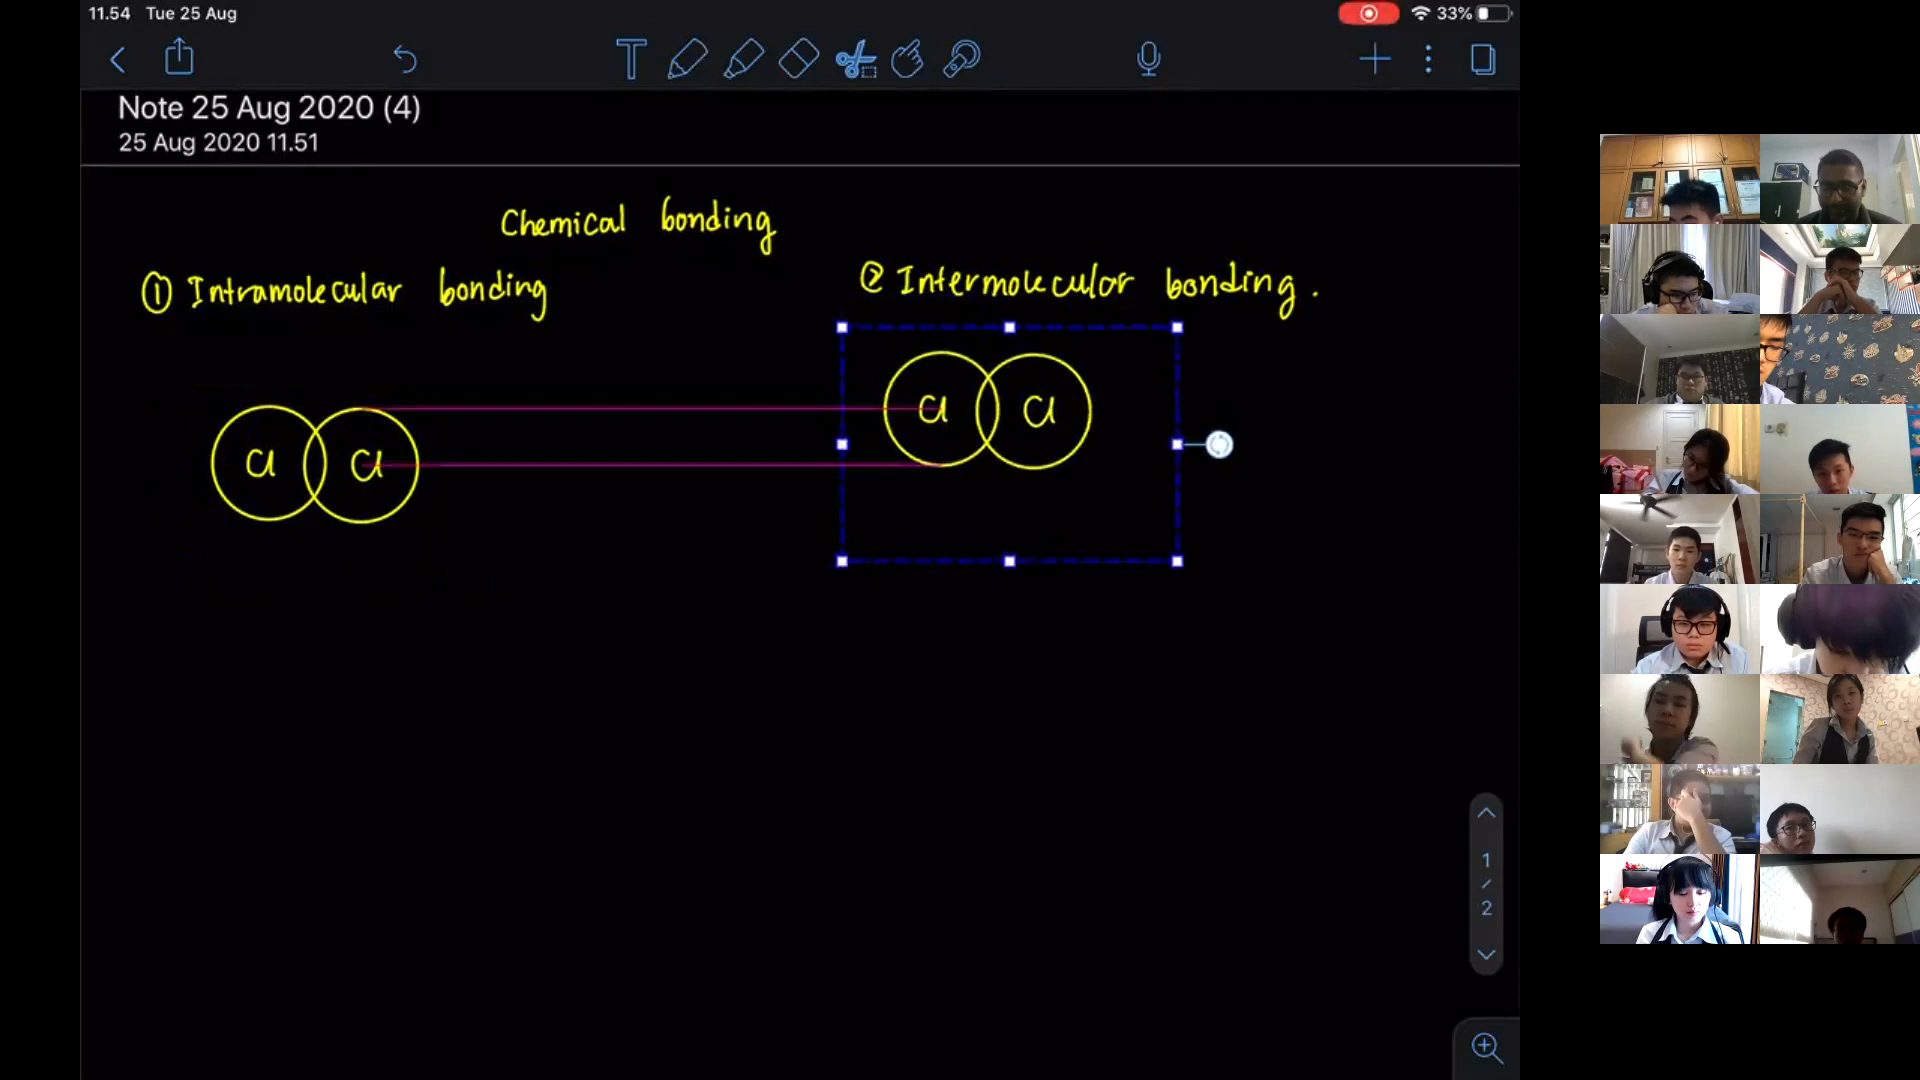 11.54 Tue 25 Aug
33%
T
Note 25 Aug 2020 (4)
25 Aug 2020 11.51
Chemical bonding
① Intramolecular bonding
② Intermolecular bonding.
Cl Cl
Cl Cl
1
/
2